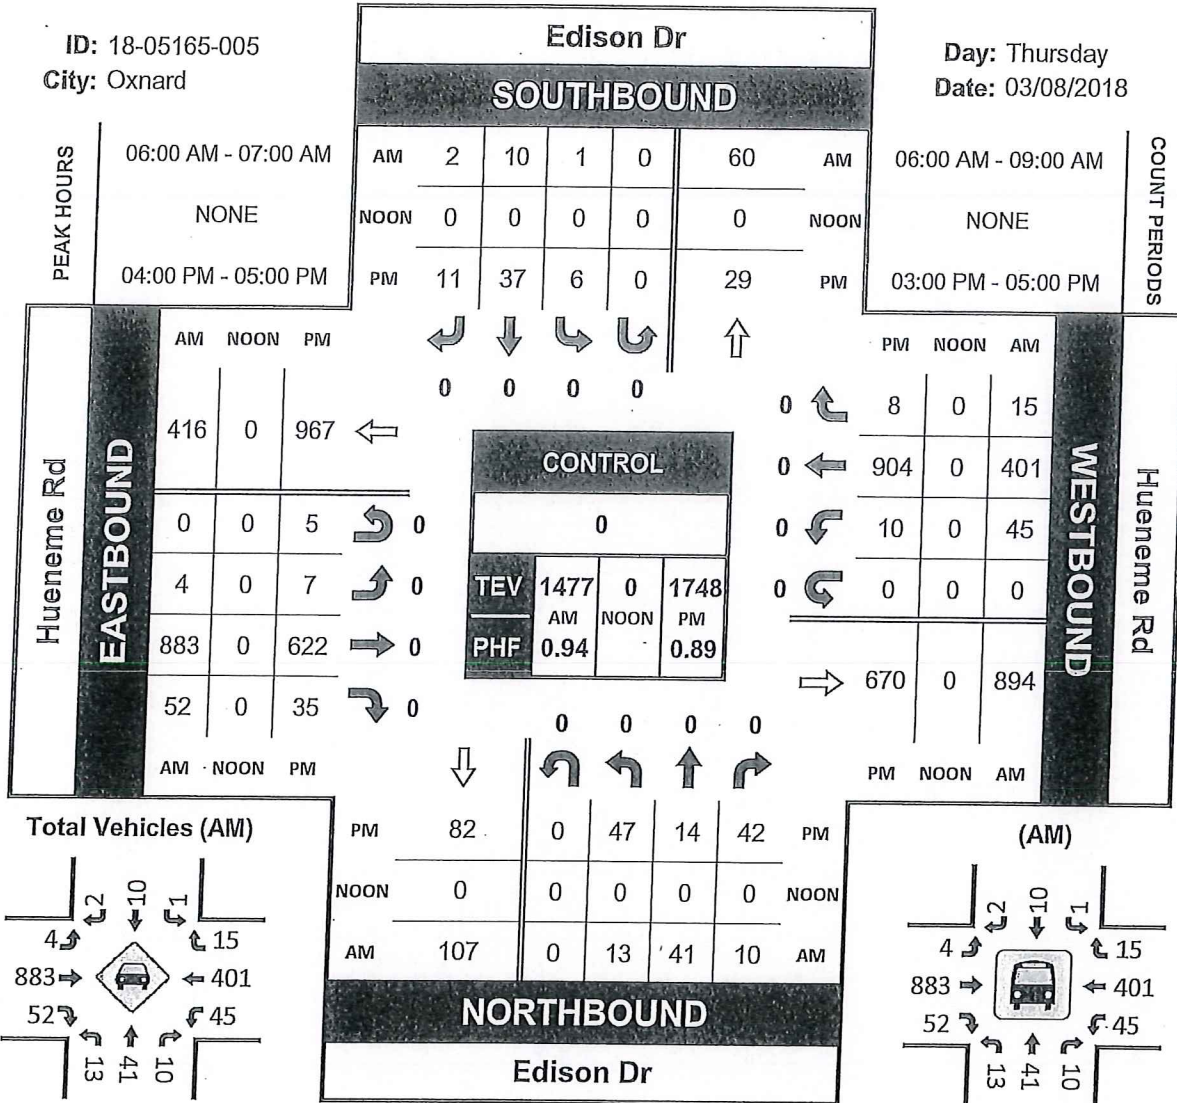 ID: 18-05165-005
City: Oxnard
Edison Dr
SOUTHBOUND
Day: Thursday
Date: 03/08/2018
PEAK HOURS
06:00 AM - 07:00 AM
NONE
04:00 PM - 05:00 PM
AM 2 10 1 0 60 AM
NOON 0 0 0 0 0 NOON
PM 11 37 6 0 29 PM
0 0 0 0
06:00 AM - 09:00 AM
NONE
03:00 PM - 05:00 PM
COUNT PERIODS
Hueneme Rd
EASTBOUND
AM NOON PM
416 0 967
0 0 5 0
4 0 7 0
883 0 622 0
52 0 35 0
AM NOON PM
CONTROL
0
TEV 1477 0 1748
AM NOON PM
PHF 0.94 0.89
PM NOON AM
0 8 0 15
0 904 0 401
0 10 0 45
0 0 0 0
670 0 894
PM NOON AM
WESTBOUND
Hueneme Rd
0 0 0 0
PM 82 0 47 14 42 PM
NOON 0 0 0 0 0 NOON
AM 107 0 13 41 10 AM
NORTHBOUND
Edison Dr
Total Vehicles (AM)
2 10 1
4 15
883 401
52 45
13 41 10
(AM)
2 10 1
4 15
883 401
52 45
13 41 10